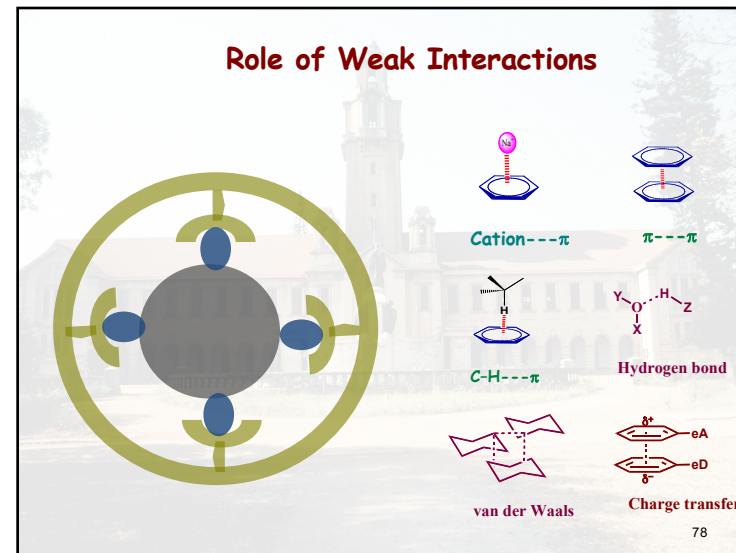 Role of Weak Interactions
Na+
Cation---π
π---π
H
C-H---π
Y
O
X
H
Z
Hydrogen bond
van der Waals
δ+
eA
eD
δ−
Charge transfer
78